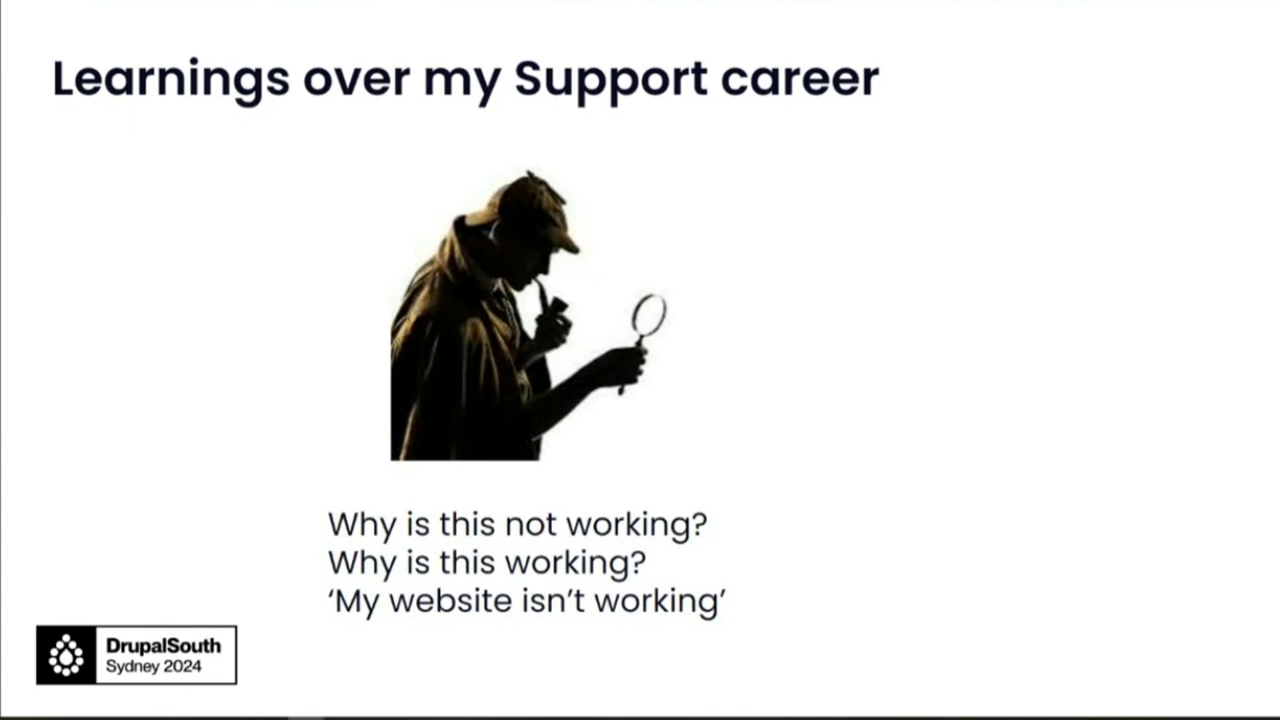 Learnings over my Support career
Why is this not working?
Why is this working?
‘My website isn’t working’
DrupalSouth
Sydney 2024